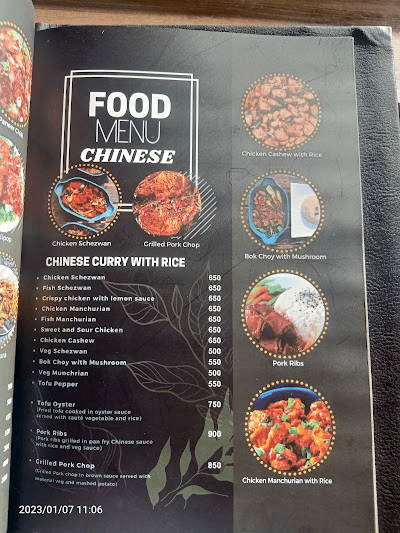 FOOD
MENU
CHINESE
Chicken Schezwan
Grilled Pork Chop
CHINESE CURRY WITH RICE
• Chicken Schezwan 650
• Fish Schezwan 650
• Crispy chicken with lemon sauce 650
• Chicken Manchurian 650
• Fish Manchurian 650
• Sweet and Sour Chicken 650
• Chicken Cashew 650
• Veg Schezwan 500
• Bok Choy with Mushroom 550
• Veg Munchrian 500
• Tofu Pepper 550
• Tofu Oyster 750
(Fried tofu cooked in oyster sauce
served with saute vegetable and rice)
• Pork Ribs 900
(Pork ribs grilled in pan fry Chinese sauce
with rice and veg sauce)
• Grilled Pork Chop 850
(Grilled Pork chop in brown sauce sersed with
veg and mashed potato)
Chicken Cashew with Rice
Bok Choy with Mushroom
Pork Ribs
Chicken Manchurian with Rice
2023/01/07 11:06